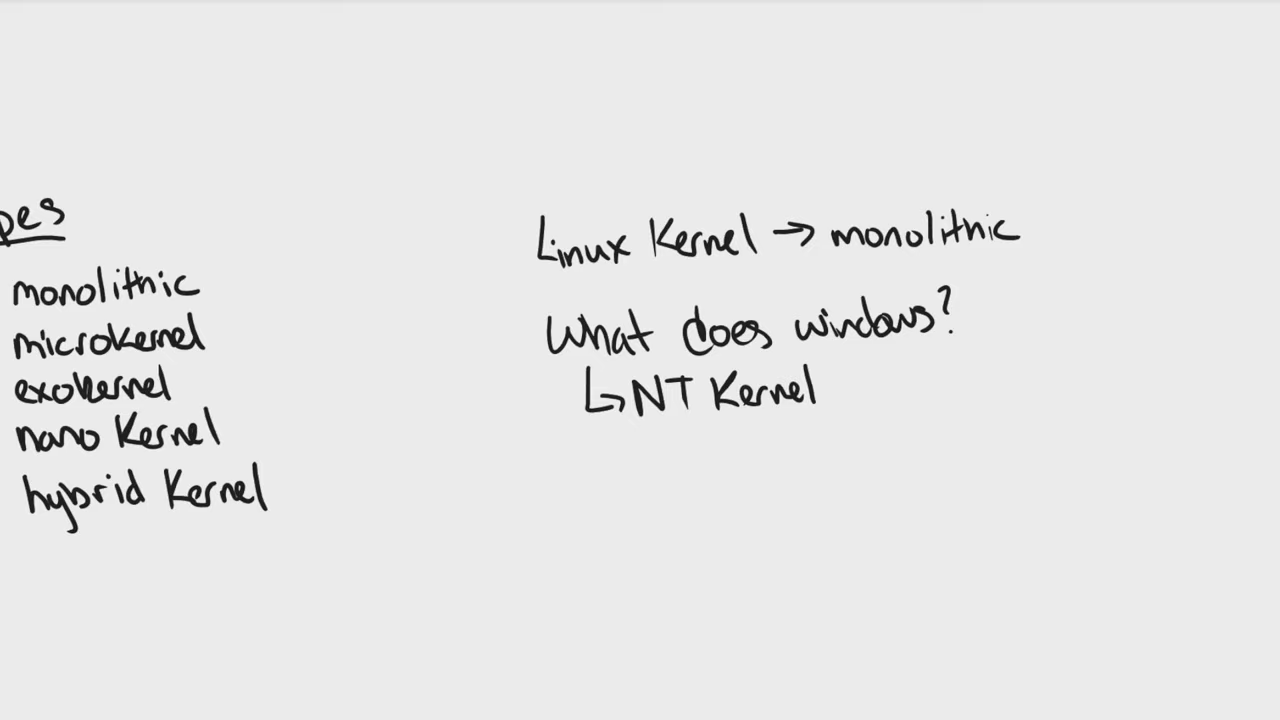 pes
monolithic
microkernel
exokernel
nano Kernel
hybrid Kernel
Linux Kernel → monolithic
What does windows?
↳ NT Kernel